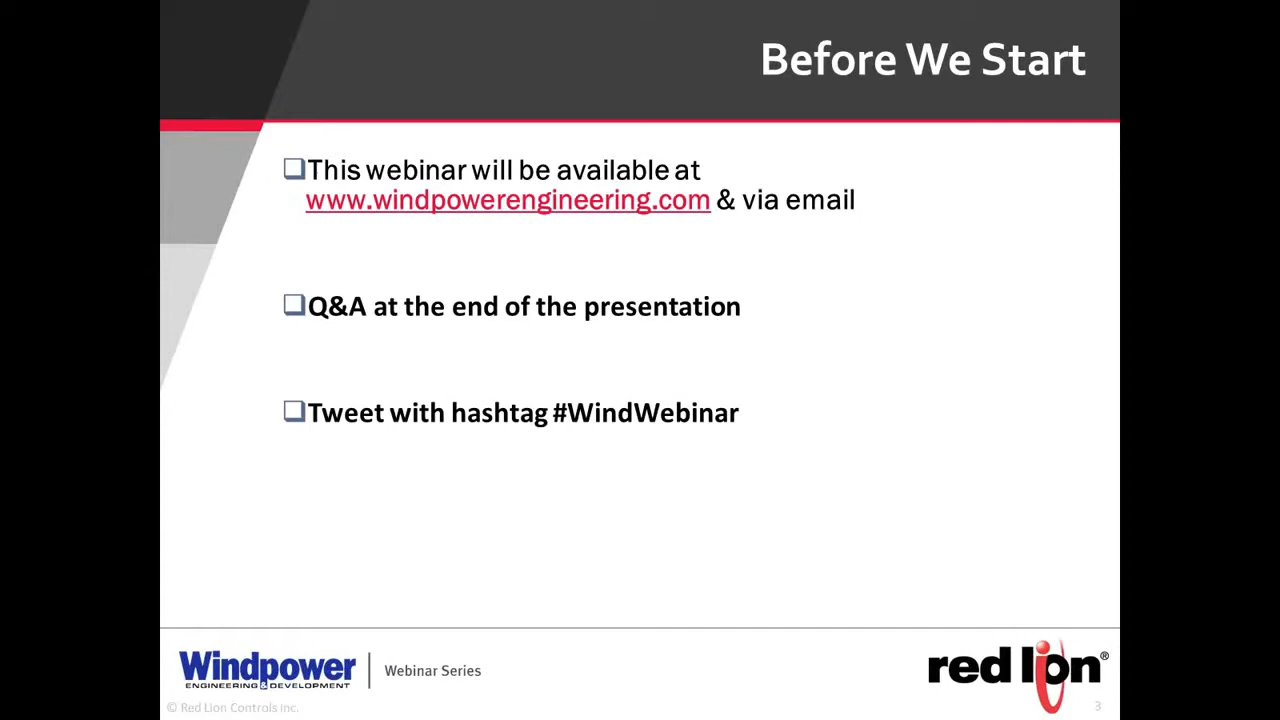 Before We Start
This webinar will be available at
www.windpowerengineering.com & via email
Q&A at the end of the presentation
Tweet with hashtag #WindWebinar
Windpower
ENGINEERING & DEVELOPMENT
Webinar Series
red lion®
© Red Lion Controls Inc.
3